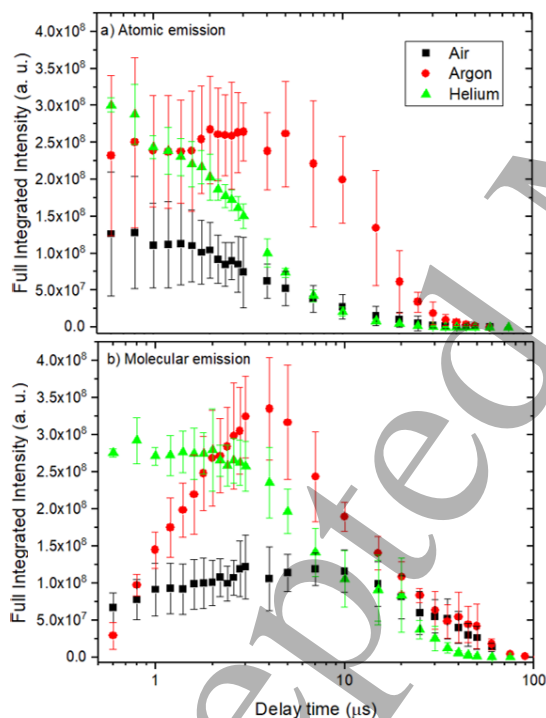 4.0x10⁸
3.5x10⁸
3.0x10⁸
2.5x10⁸
2.0x10⁸
1.5x10⁸
1.0x10⁸
5.0x10⁷
0.0
Full Integrated Intensity (a. u.)
a) Atomic emission
Air
Argon
Helium
4.0x10⁸
3.5x10⁸
3.0x10⁸
2.5x10⁸
2.0x10⁸
1.5x10⁸
1.0x10⁸
5.0x10⁷
0.0
Full Integrated Intensity (a. u.)
b) Molecular emission
1
10
100
Delay time (μs)